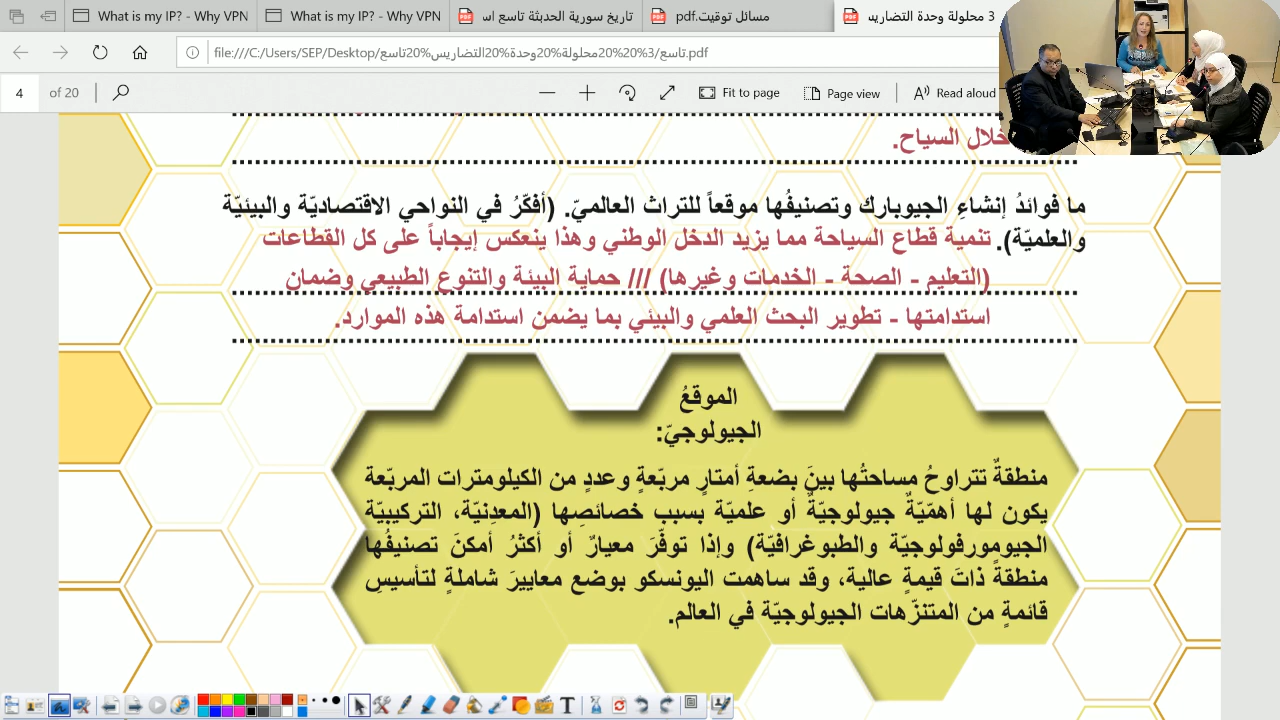 What is my IP? - Why VPN
What is my IP? - Why VPN
تاريخ سورية الحديثة تاسع اس
مسائل توقيت.pdf
3 محلولة وحدة التضاريس
file:///C:/Users/SEP/Desktop/تاسع/3%20%20محلولة%20وحدة%20التضاريس%20تاسع.pdf
4 of 20
Fit to page
Page view
Read aloud
خلال السياح.
ما فوائدُ إنشاءِ الجيوبارك وتصنيفُها موقعاً للتراث العالميّ. (أفكّرُ في النواحي الاقتصاديّة والبيئيّة
والعلميّة). تنمية قطاع السياحة مما يزيد الدخل الوطني وهذا ينعكس إيجاباً على كل القطاعات
(التعليم - الصحة - الخدمات وغيرها) /// حماية البيئة والتنوع الطبيعي وضمان
استدامتها - تطوير البحث العلمي والبيئي بما يضمن استدامة هذه الموارد.
الموقعُ
الجيولوجيّ:
منطقةٌ تتراوحُ مساحتُها بينَ بضعةِ أمتارٍ مربّعةٍ وعددٍ من الكيلومترات المربّعة
يكون لها أهمّيّةٌ جيولوجيّةٌ أو علميّة بسبب خصائصِها (المعدِنيّة، التركيبيّة
الجيومورفولوجيّة والطبوغرافيّة) وإذا توفّرَ معيارٌ أو أكثرُ أمكنَ تصنيفُها
منطقةً ذاتَ قيمةٍ عالية، وقد ساهمت اليونسكو بوضع معاييرَ شاملةٍ لتأسيسِ
قائمةٍ من المتنزّهات الجيولوجيّة في العالم.